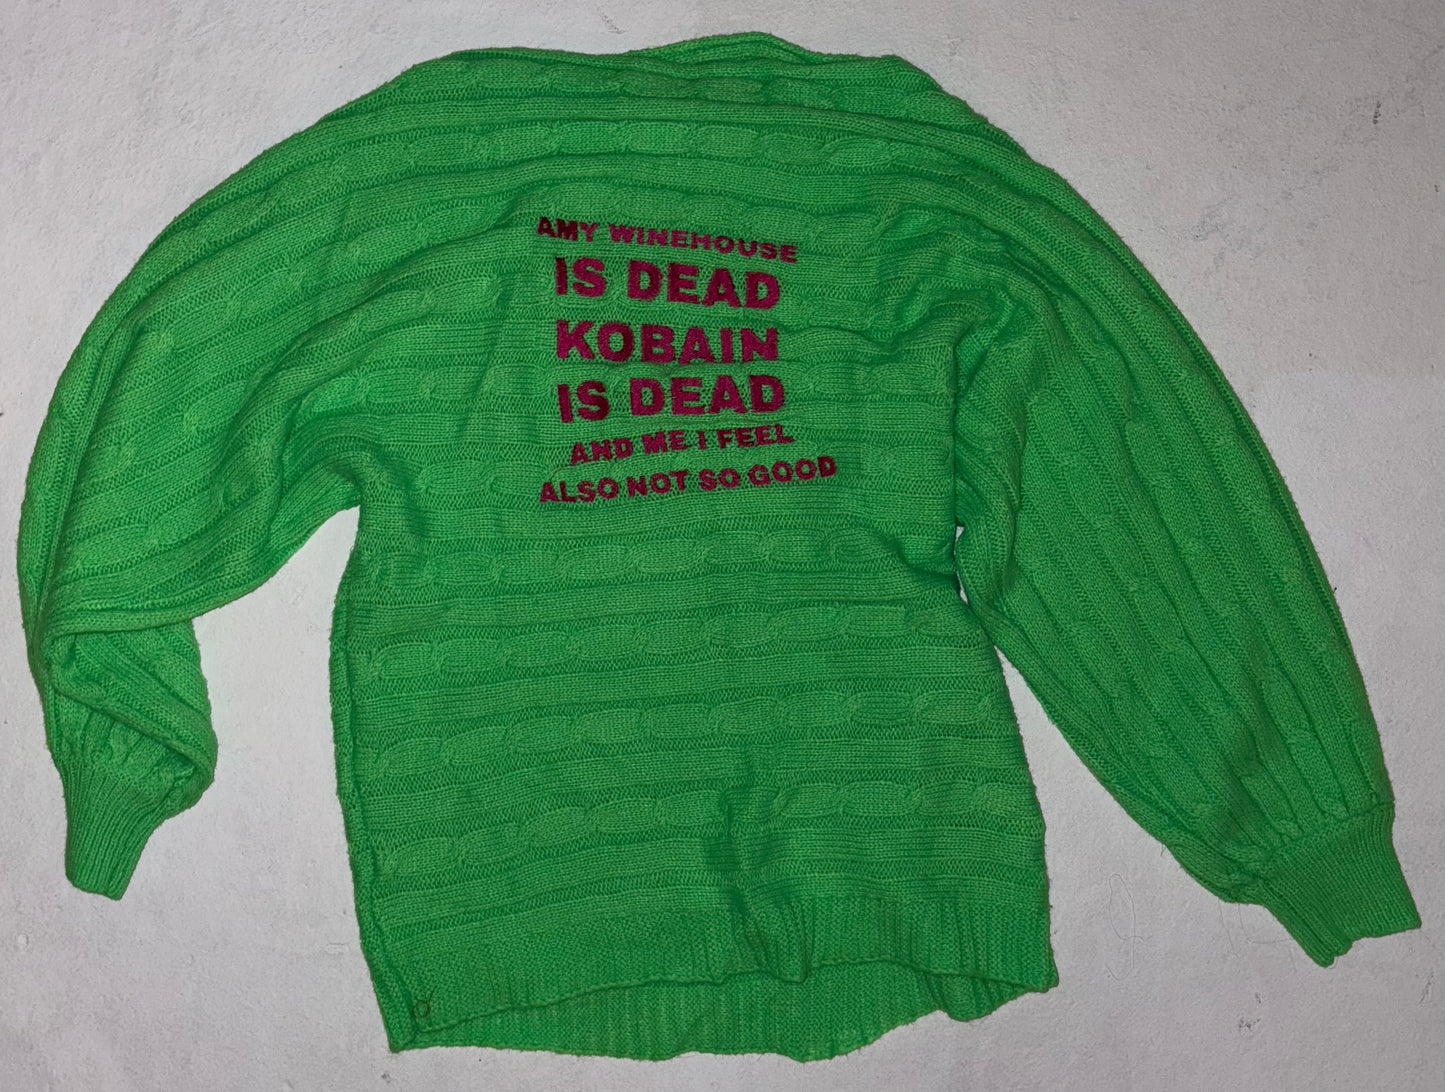 AMY WINEHOUSE
IS DEAD
KOBAIN
IS DEAD
AND ME I FEEL
ALSO NOT SO GOOD